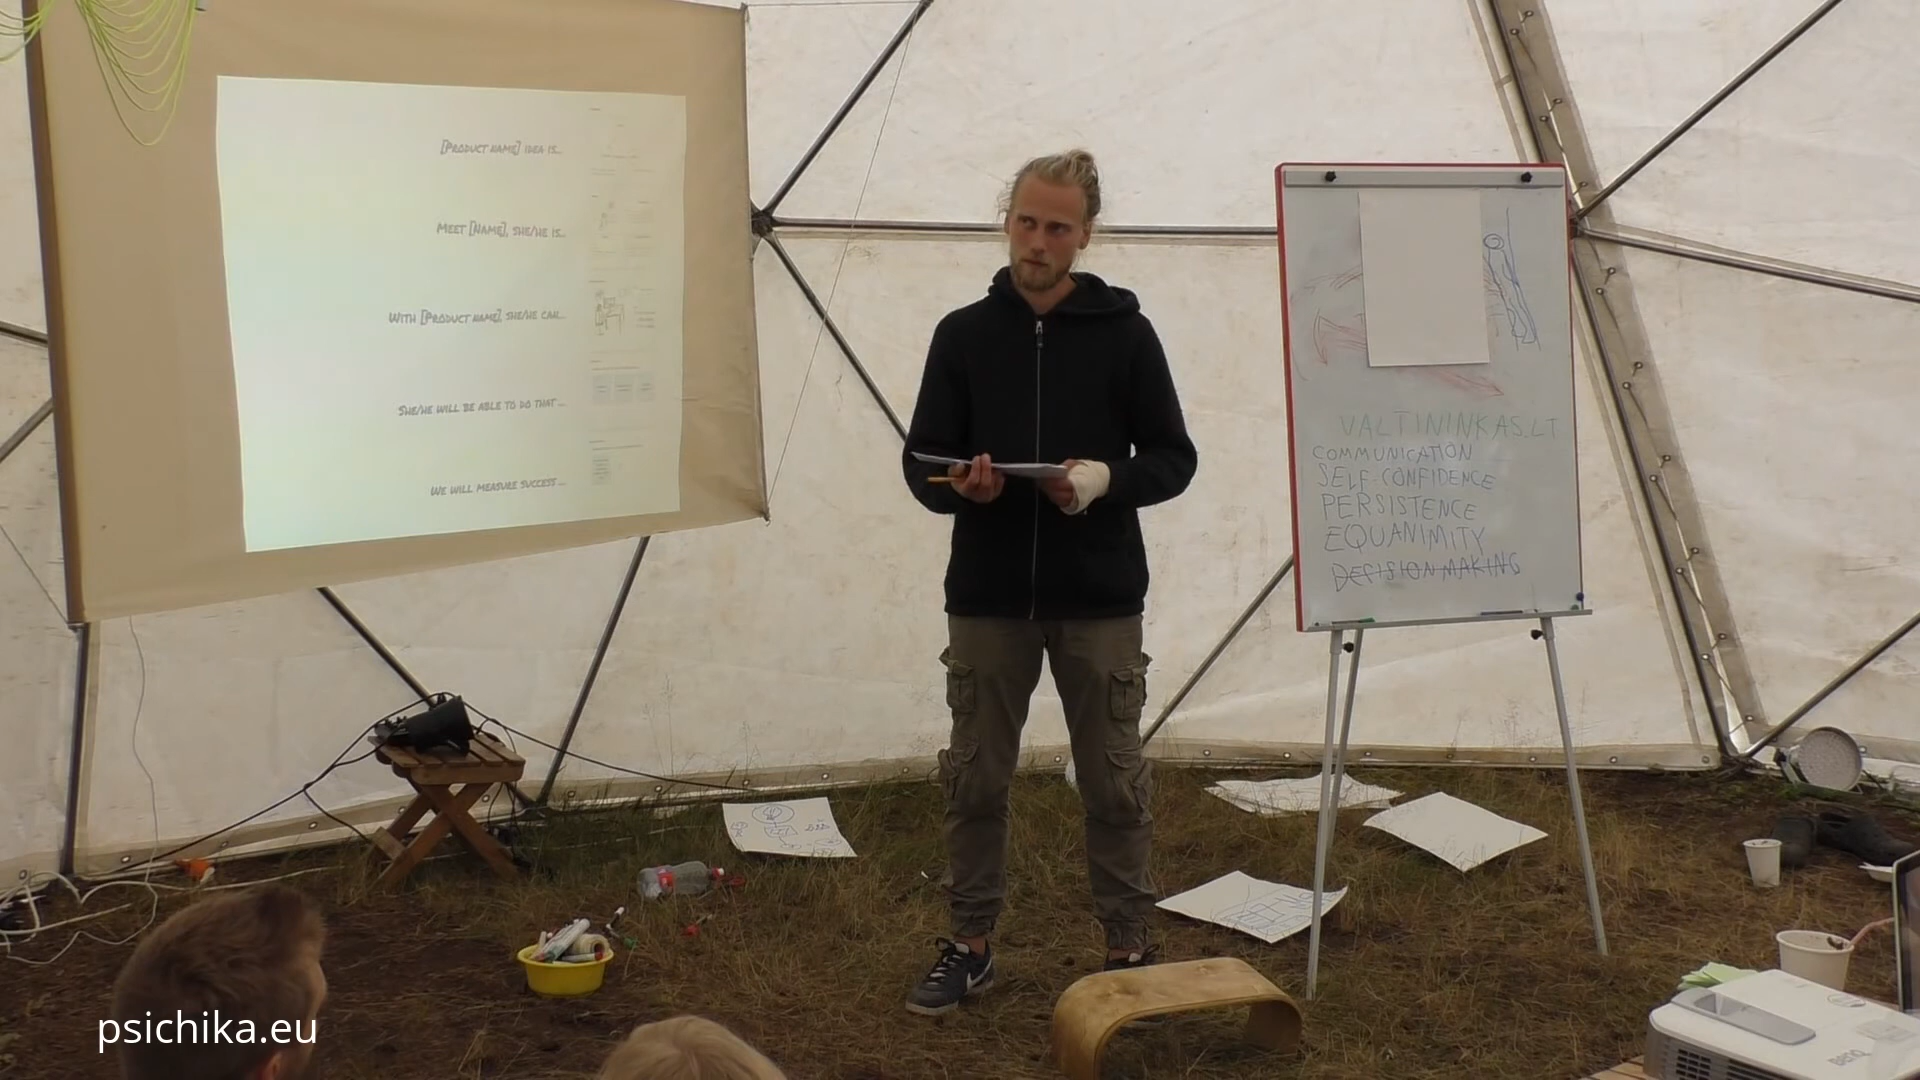 [Product name] idea is...
Meet [Name], she/he is...
With [Product name], she/he can...
She/he will be able to do that ...
We will measure success ...
VALTININKAS.LT
COMMUNICATION
SELF-CONFIDENCE
PERSISTENCE
EQUANIMITY
DECISION MAKING
psichika.eu
BenQ